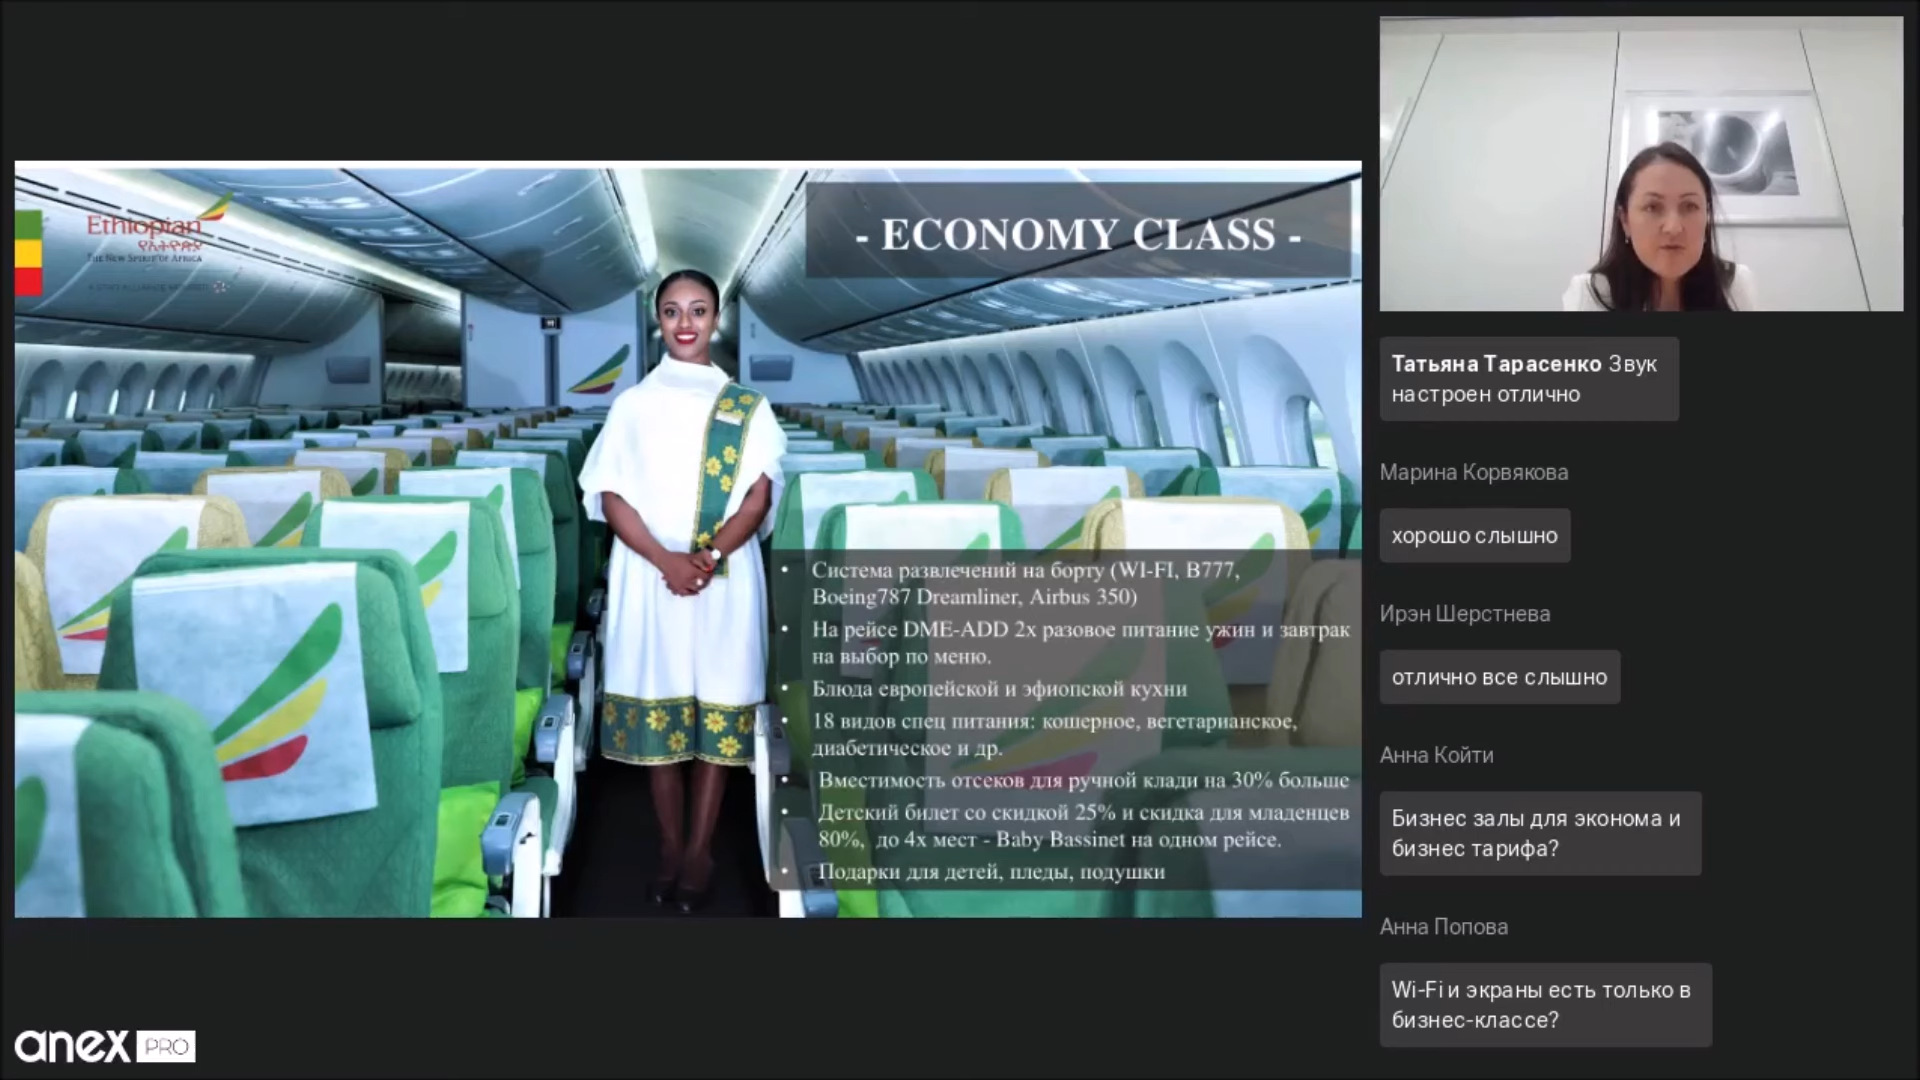 Ethiopian
የኢትዮጵያ
THE NEW SPIRIT OF AFRICA
A STAR ALLIANCE MEMBER
- ECONOMY CLASS -
• Система развлечений на борту (WI-FI, B777,
Boeing787 Dreamliner, Airbus 350)
• На рейсе DME-ADD 2х разовое питание ужин и завтрак
на выбор по меню.
• Блюда европейской и эфиопской кухни
• 18 видов спец питания: кошерное, вегетарианское,
диабетическое и др.
• Вместимость отсеков для ручной клади на 30% больше
• Детский билет со скидкой 25% и скидка для младенцев
80%, до 4х мест - Baby Bassinet на одном рейсе.
• Подарки для детей, пледы, подушки
Татьяна Тарасенко Звук
настроен отлично
Марина Корвякова
хорошо слышно
Ирэн Шерстнева
отлично все слышно
Анна Койти
Бизнес залы для эконома и
бизнес тарифа?
Анна Попова
Wi-Fi и экраны есть только в
бизнес-классе?
anex PRO